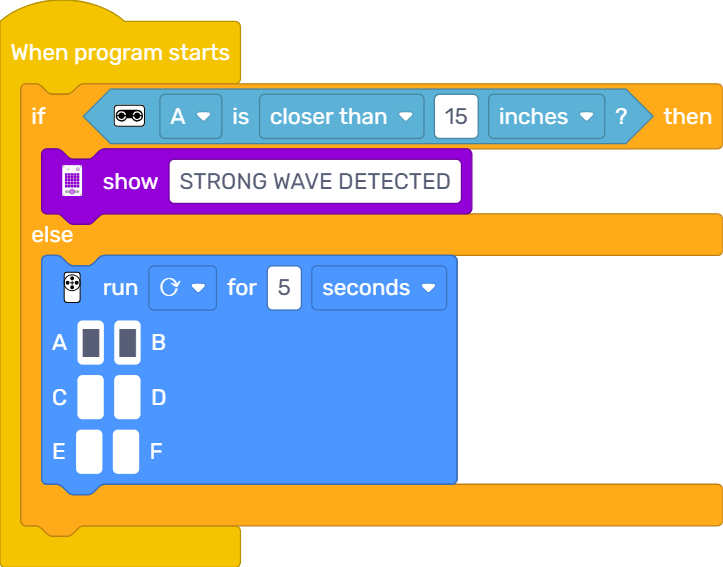 When program starts
if A is closer than 15 inches ? then
show STRONG WAVE DETECTED
else
run for 5 seconds
A B
C D
E F